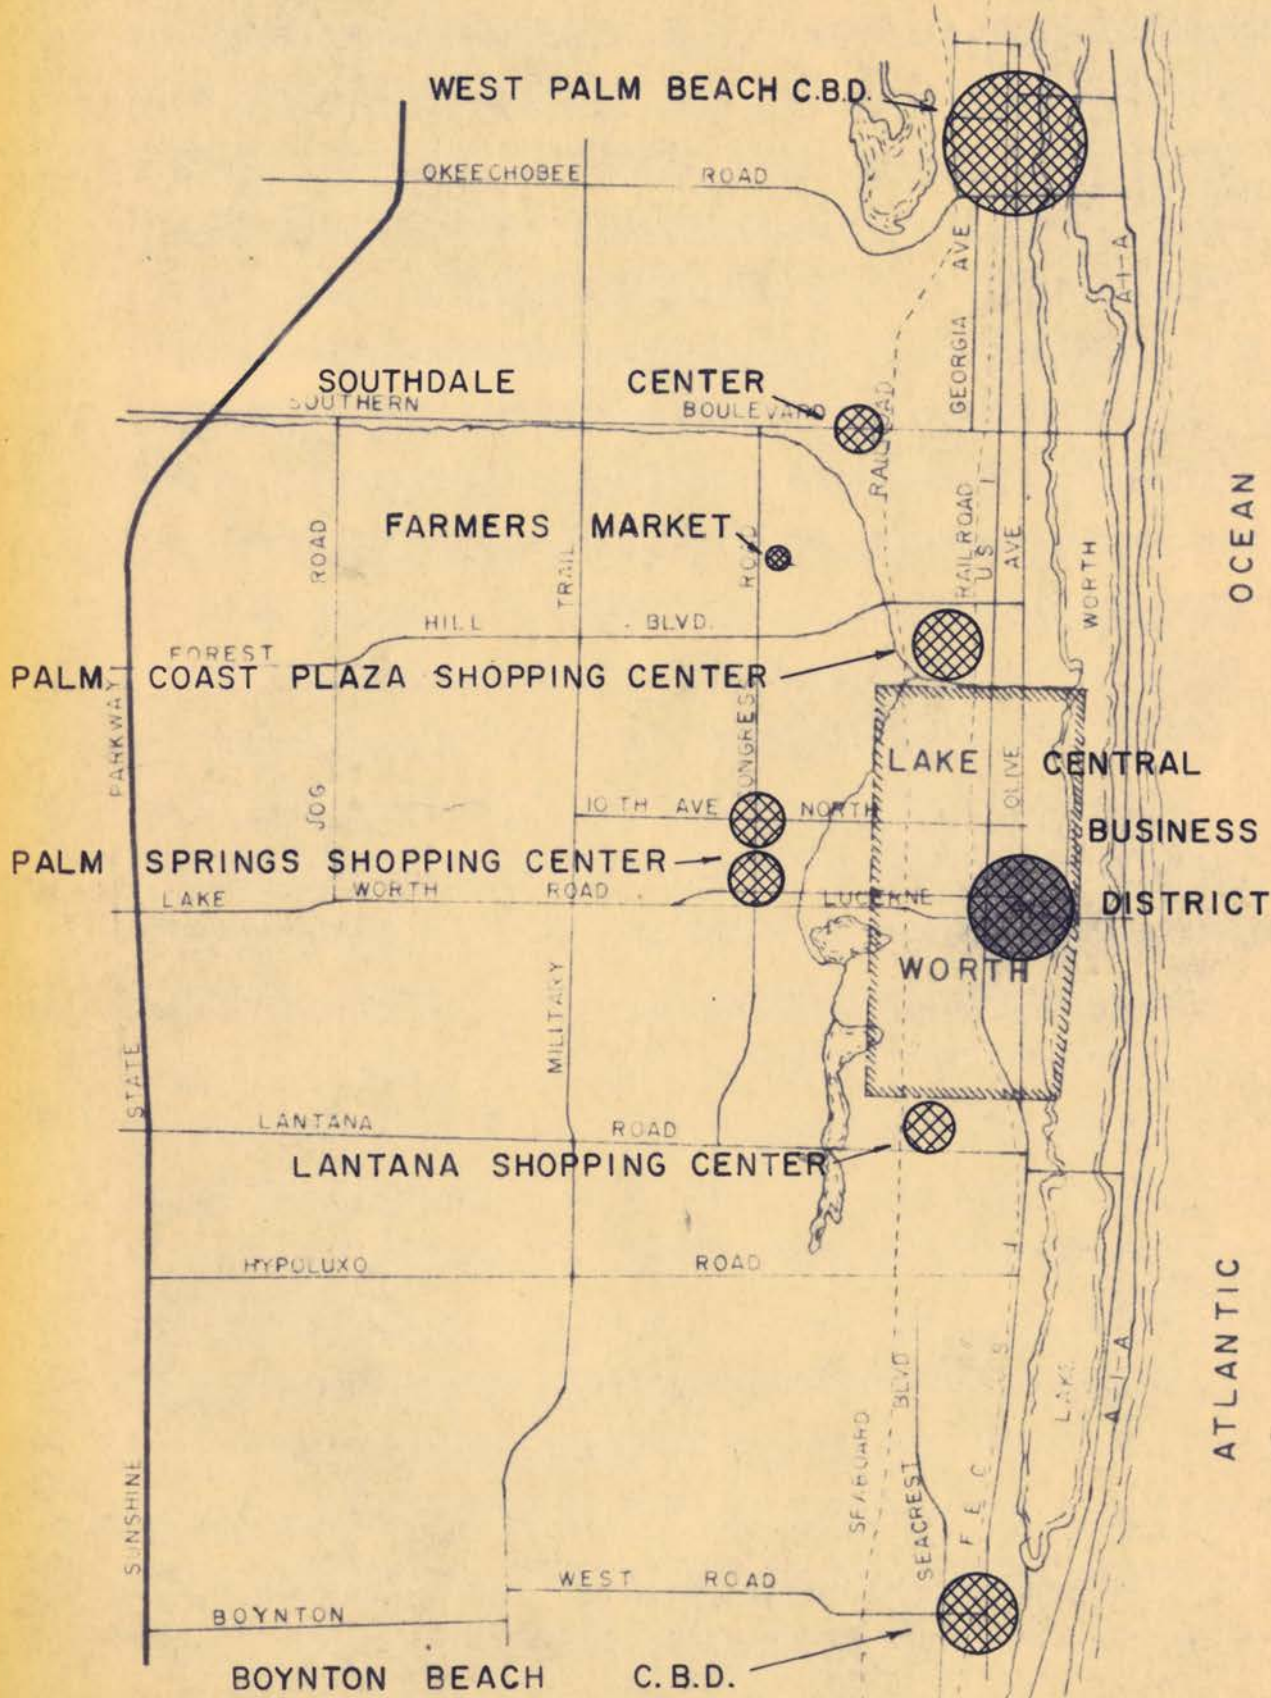 WEST PALM BEACH C.B.D.
OKEECHOBEE ROAD
GEORGIA AVE
A-1-A
SOUTHDALE CENTER
SOUTHERN BOULEVARD
RAILROAD
OCEAN
FARMERS MARKET
ROAD
TRAIL
ROAD
RAILROAD
US 1
AVE
WORTH
HILL BLVD.
FOREST
PALM COAST PLAZA SHOPPING CENTER
PARKWAY
CONGRESS
LAKE CENTRAL
OLIVE
JOG
10 TH AVE NORTH
BUSINESS
PALM SPRINGS SHOPPING CENTER
LAKE WORTH ROAD
LUCERNE
DISTRICT
WORTH
MILITARY
STATE
LANTANA ROAD
LANTANA SHOPPING CENTER
HYPOLUXO ROAD
ATLANTIC
LAKE
A-1-A
SUNSHINE
SEABOARD
SEACREST BLVD
F E C
WEST ROAD
BOYNTON
BOYNTON BEACH C.B.D.